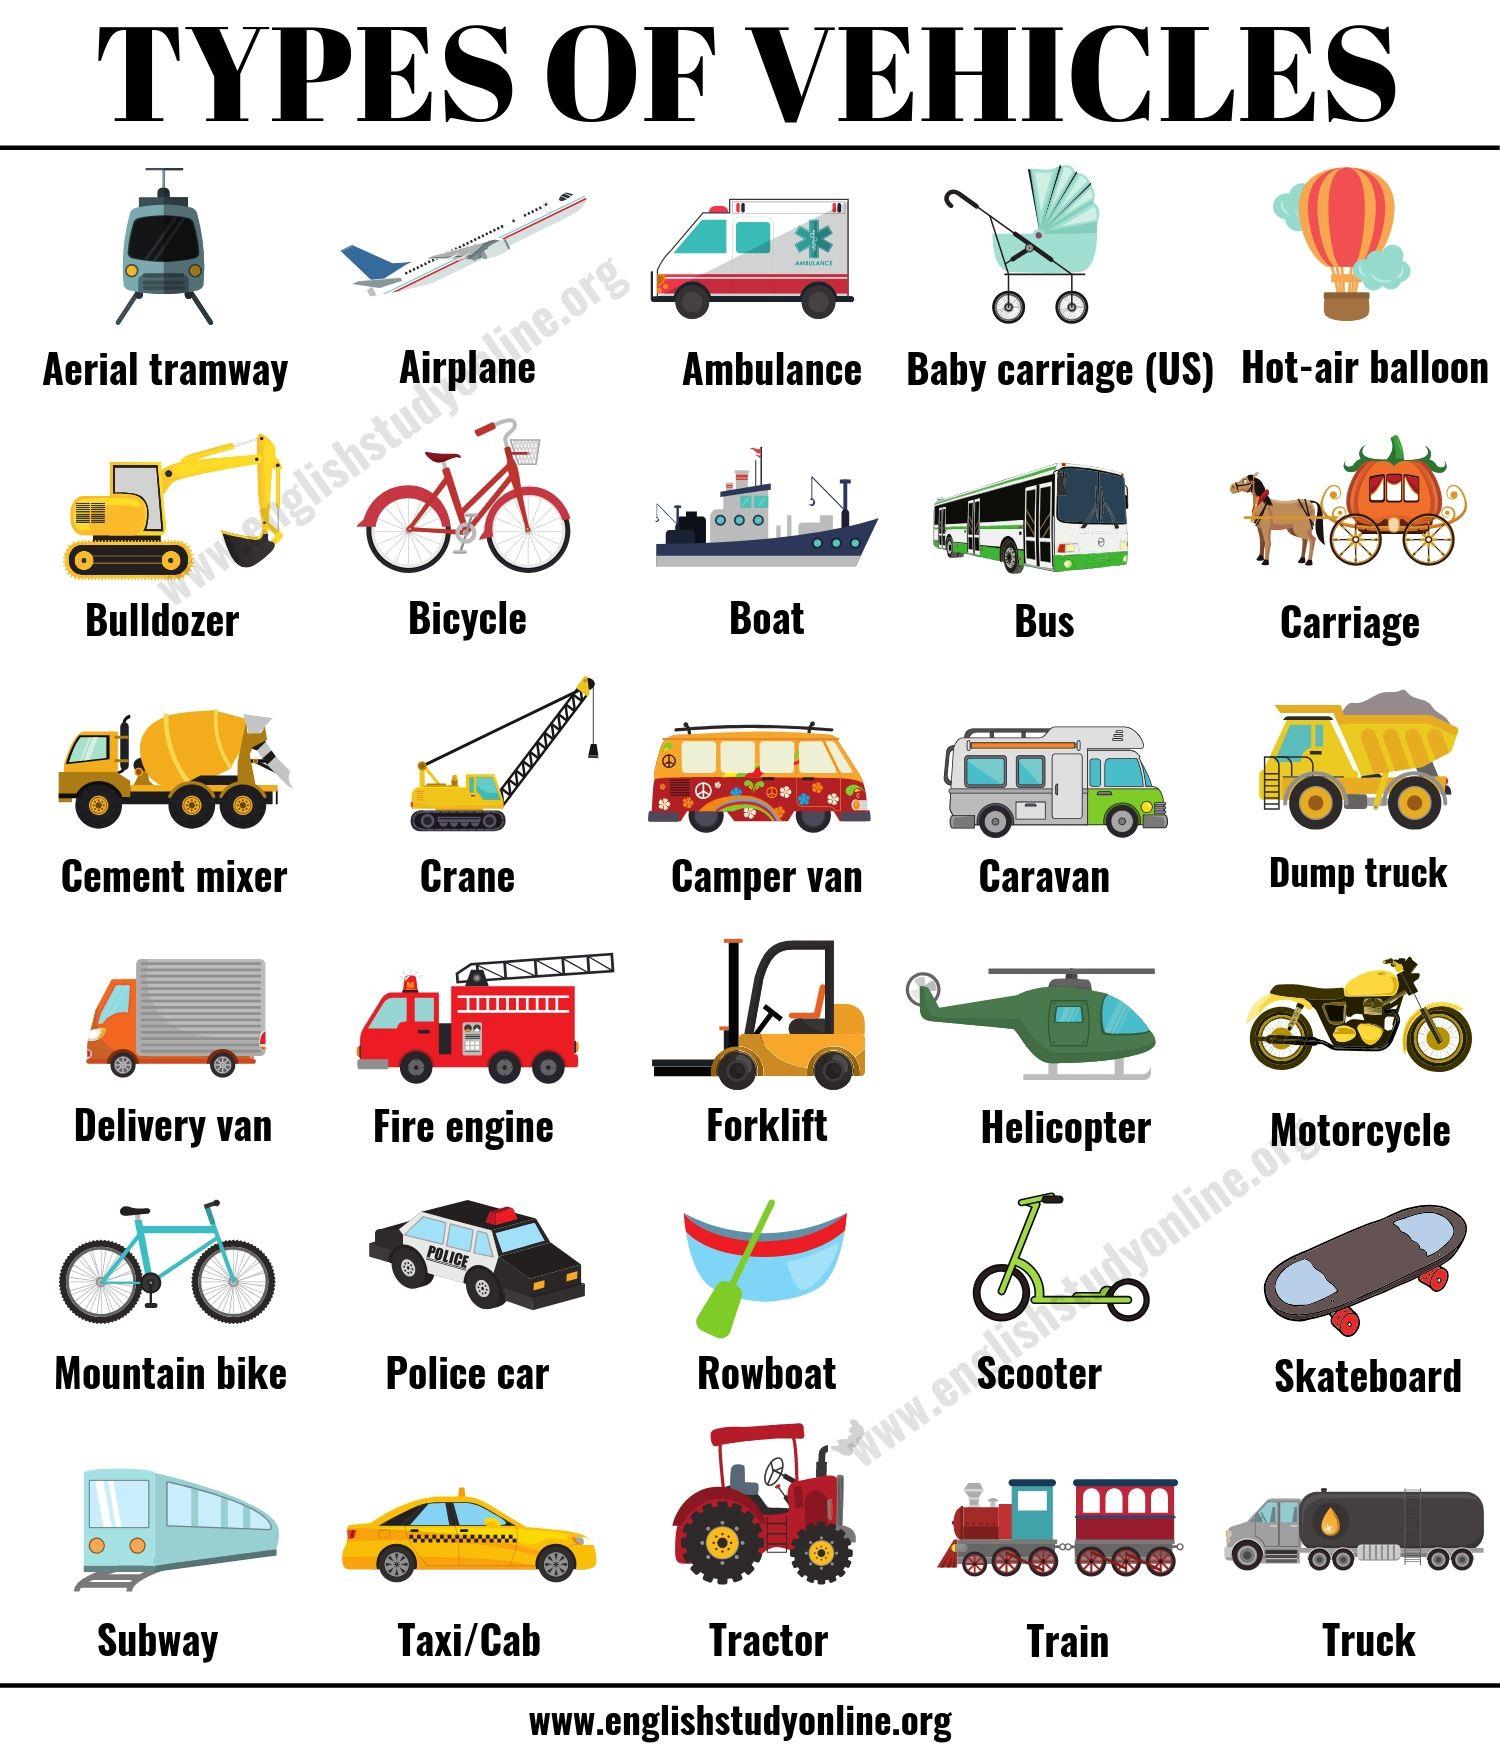 TYPES OF VEHICLES
AMBULANCE
Aerial tramway
Airplane
Ambulance
Baby carriage (US)
Hot-air balloon
www.englishstudyonline.org
Bulldozer
Bicycle
Boat
Bus
Carriage
Cement mixer
Crane
Camper van
Caravan
Dump truck
Delivery van
Fire engine
Forklift
Helicopter
Motorcycle
POLICE
www.englishstudyonline.org
Mountain bike
Police car
Rowboat
Scooter
Skateboard
Subway
Taxi/Cab
Tractor
Train
Truck
www.englishstudyonline.org